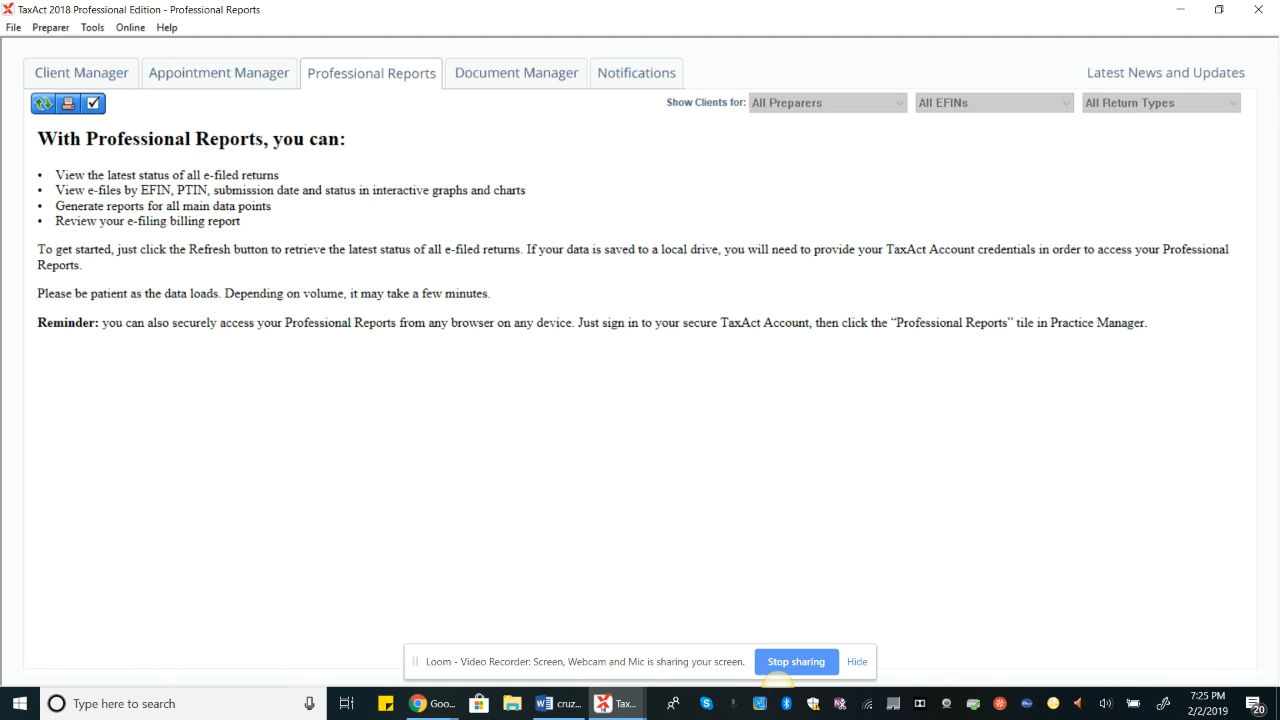 TaxAct 2018 Professional Edition - Professional Reports
File Preparer Tools Online Help
Client Manager Appointment Manager Professional Reports Document Manager Notifications Latest News and Updates
Show Clients for: All Preparers All EFINs All Return Types
With Professional Reports, you can:
• View the latest status of all e-filed returns
• View e-files by EFIN, PTIN, submission date and status in interactive graphs and charts
• Generate reports for all main data points
• Review your e-filing billing report
To get started, just click the Refresh button to retrieve the latest status of all e-filed returns. If your data is saved to a local drive, you will need to provide your TaxAct Account credentials in order to access your Professional
Reports.
Please be patient as the data loads. Depending on volume, it may take a few minutes.
Reminder: you can also securely access your Professional Reports from any browser on any device. Just sign in to your secure TaxAct Account, then click the “Professional Reports” tile in Practice Manager.
Loom - Video Recorder: Screen, Webcam and Mic is sharing your screen. Stop sharing Hide
Type here to search Goo... cruz... Tax... 7:25 PM
2/2/2019 20